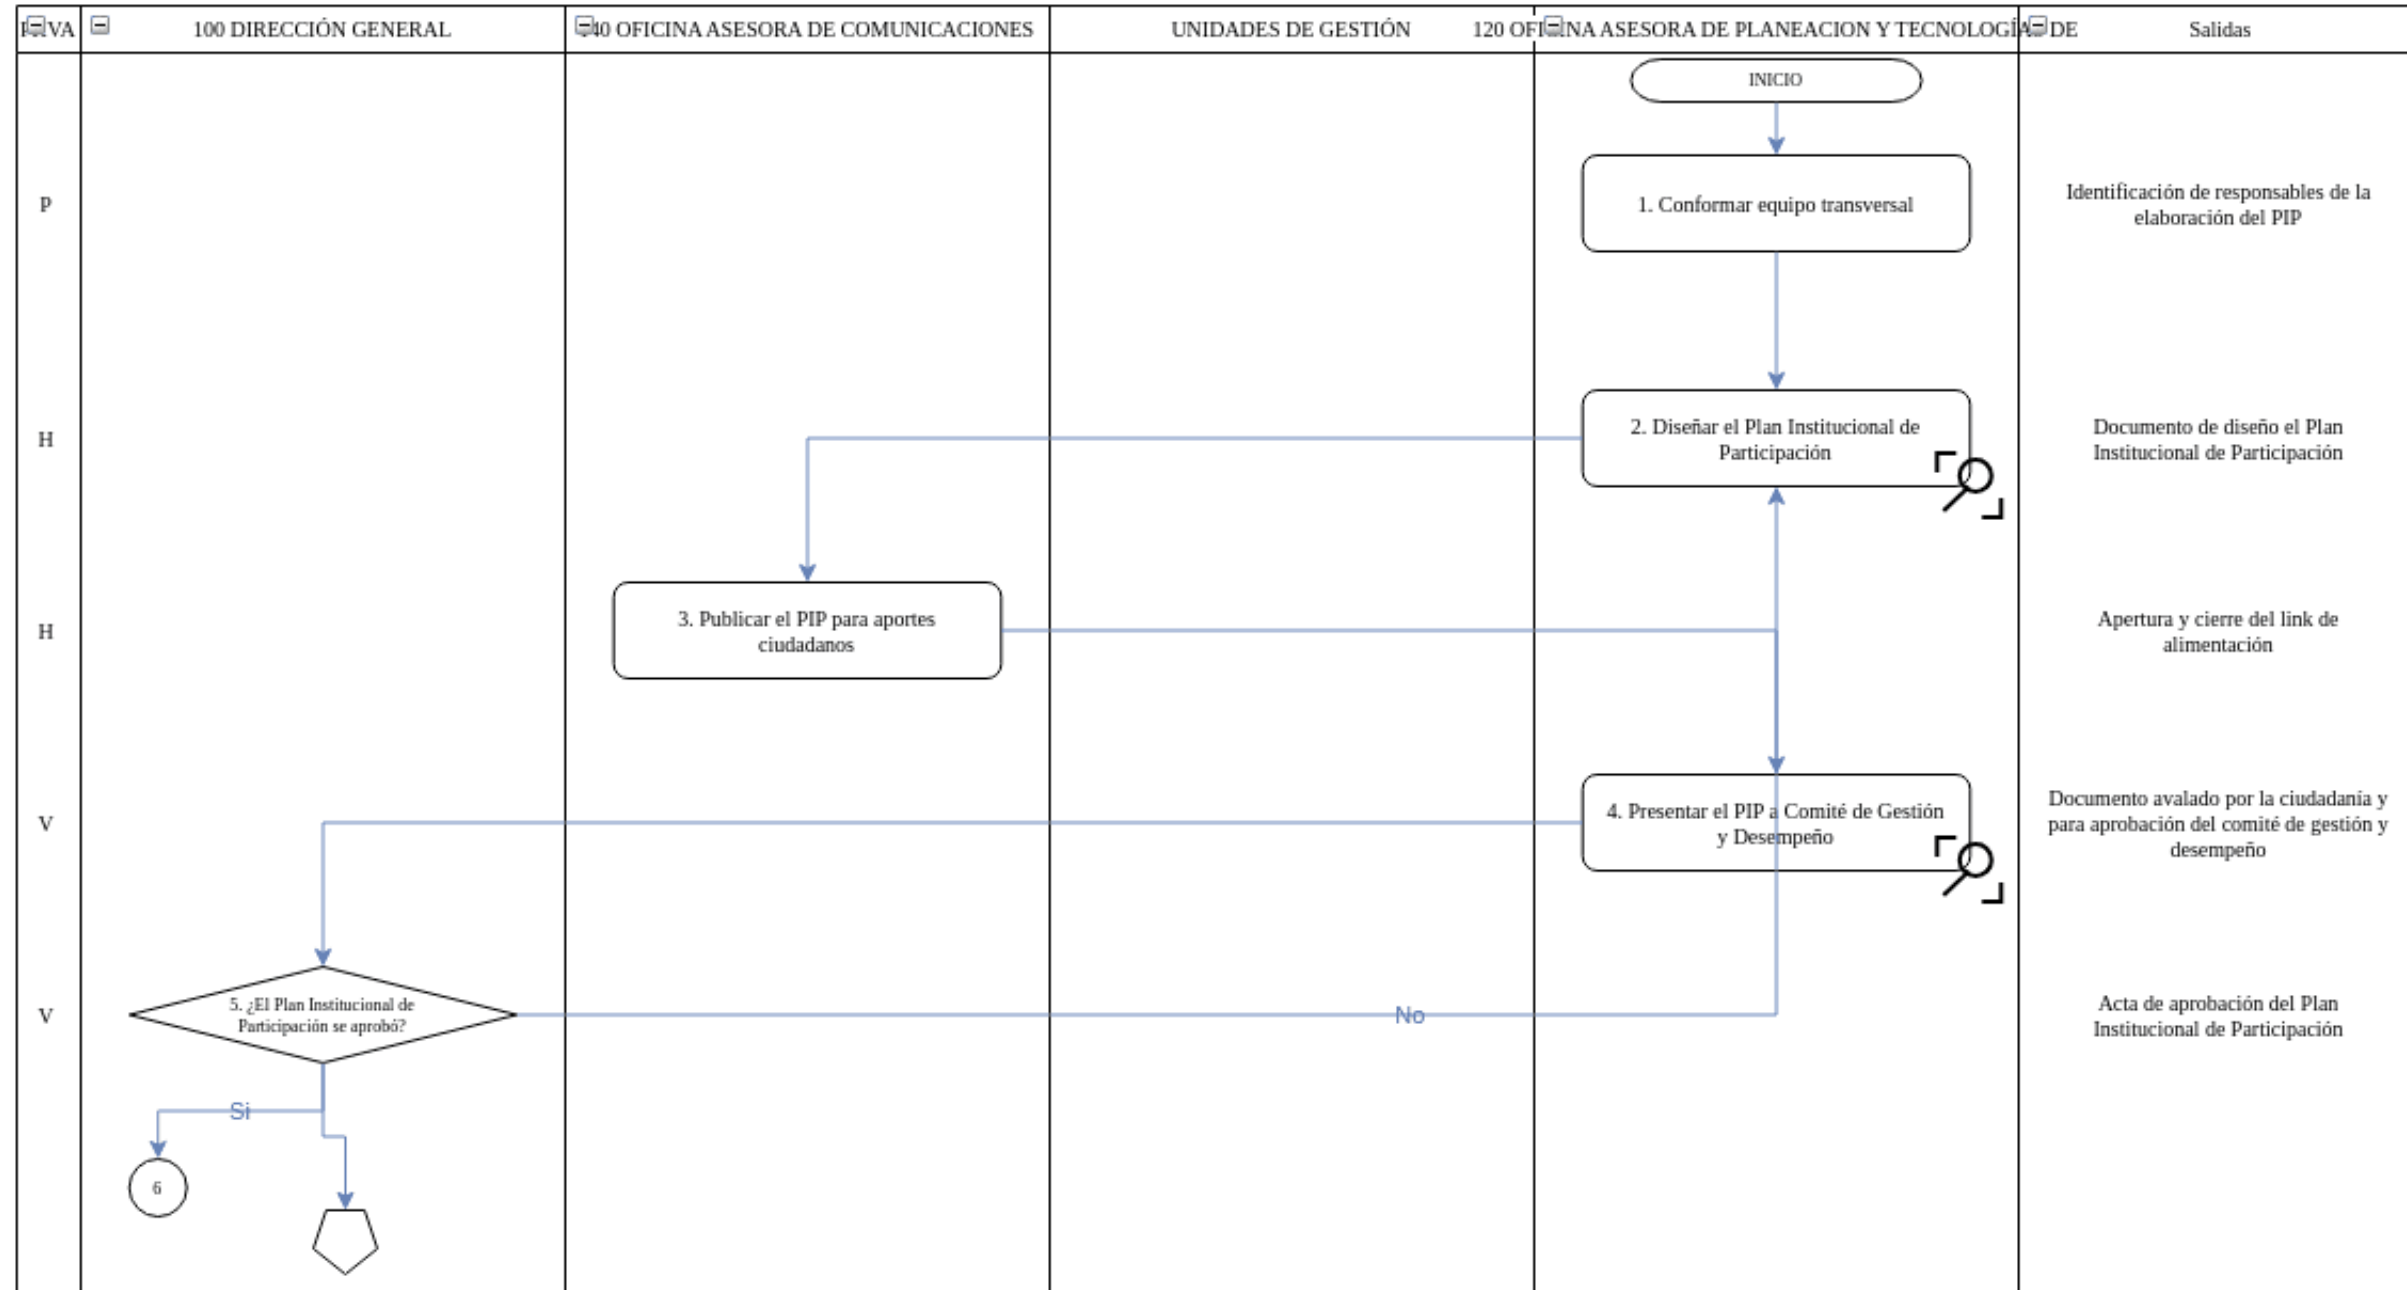 100 DIRECCIÓN GENERAL
OFICINA ASESORA DE COMUNICACIONES
UNIDADES DE GESTIÓN
120 ASESORA DE PLANEACION Y TECNOLOGÍAS DE
Salidas
INICIO
P
1. Conformar equipo transversal
Identificación de responsables de la
elaboración del PIP
H
2. Diseñar el Plan Institucional de
Participación
Documento de diseño el Plan
Institucional de Participación
H
3. Publicar el PIP para aportes
ciudadanos
Apertura y cierre del link de
alimentación
V
4. Presentar el PIP a Comité de Gestión
y Desempeño
Documento avalado por la ciudadania y
para aprobación del comité de gestión y
desempeño
V
5. ¿El Plan Institucional de
Participación se aprobó?
No
Acta de aprobación del Plan
Institucional de Participación
Si
6